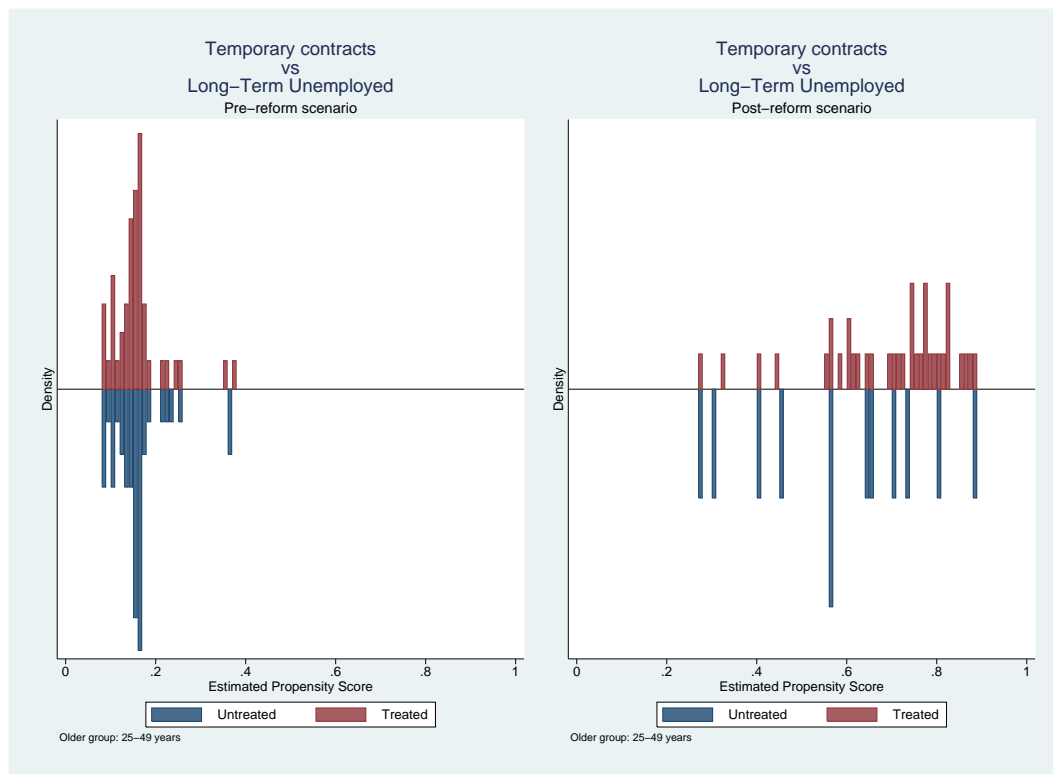 Temporary contracts
vs
Long−Term Unemployed
Pre−reform scenario
Density
0 .2 .4 .6 .8 1
Estimated Propensity Score
Untreated Treated
Older group: 25−49 years
Temporary contracts
vs
Long−Term Unemployed
Post−reform scenario
Density
0 .2 .4 .6 .8 1
Estimated Propensity Score
Untreated Treated
Older group: 25−49 years